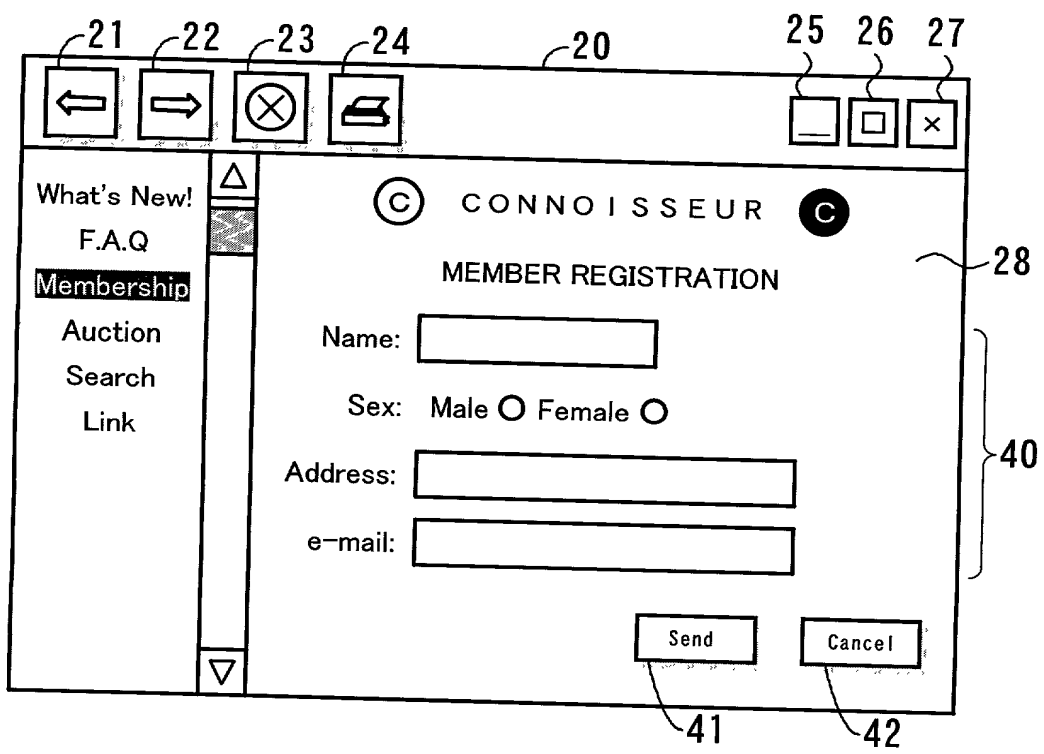 21 22 23 24 20 25 26 27
What's New!
F.A.Q
Membership
Auction
Search
Link
C CONNOISSEUR C
28
MEMBER REGISTRATION
Name:
Sex: Male Female
Address:
e-mail:
40
Send Cancel
41 42